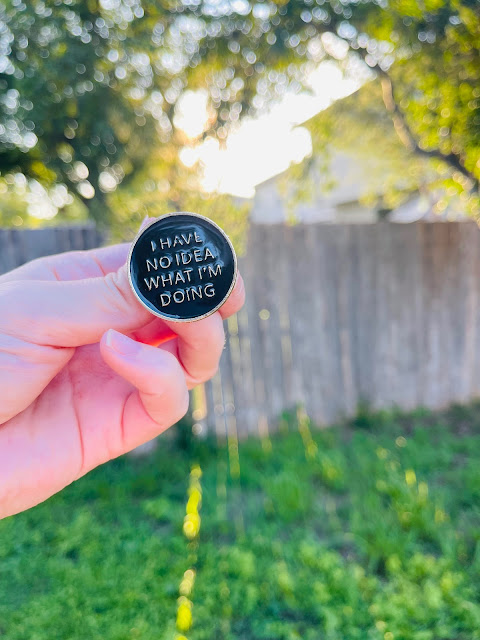 I HAVE
NO IDEA
WHAT I'M
DOING